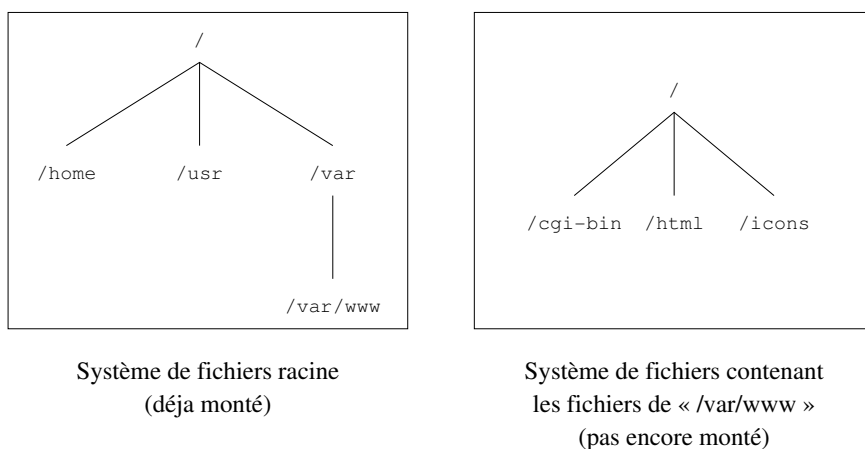 /
/home /usr /var
/var/www
Système de fichiers racine
(déja monté)
/
/cgi-bin /html /icons
Système de fichiers contenant
les fichiers de « /var/www »
(pas encore monté)